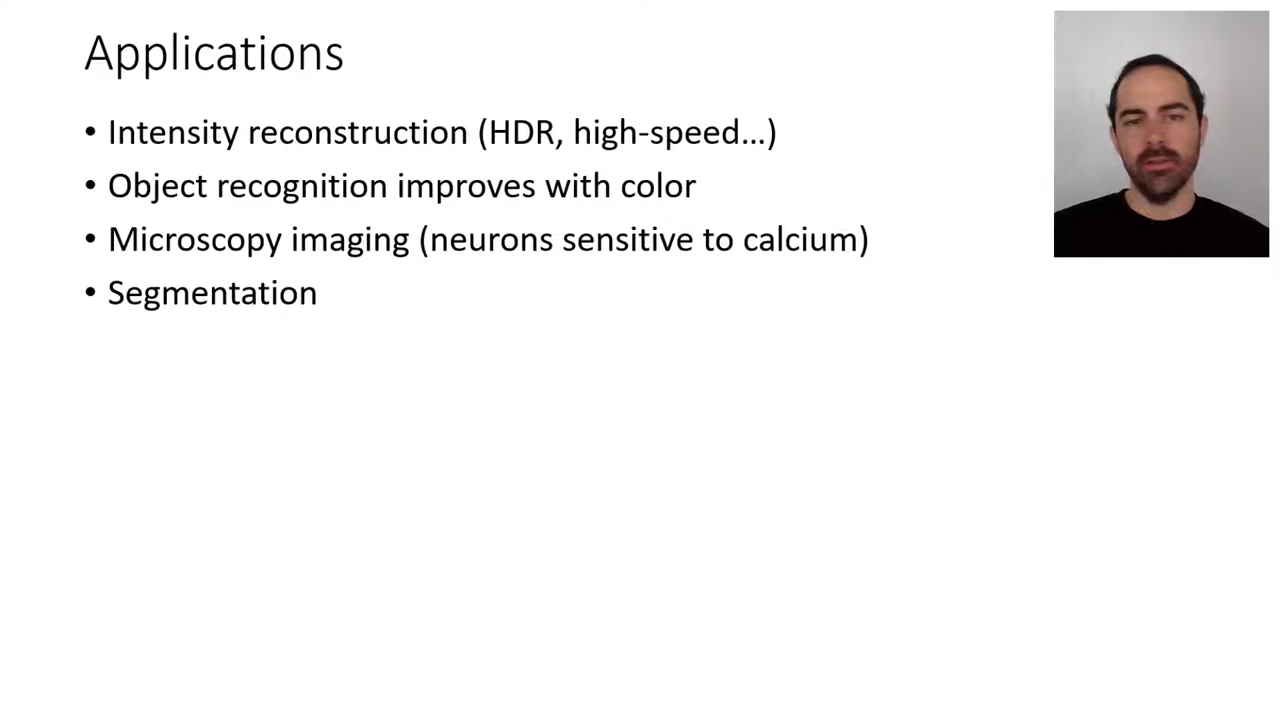 Applications
• Intensity reconstruction (HDR, high-speed…)
• Object recognition improves with color
• Microscopy imaging (neurons sensitive to calcium)
• Segmentation